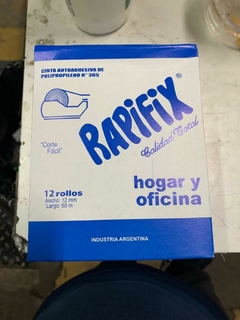 CINTA AUTOADHESIVA DE
POLIPROPILENO N° 365
RAPIFIX®
Calidad Total
"Corte
Fácil"
hogar y
oficina
12 rollos
Ancho: 12 mm
Largo: 60 m
INDUSTRIA ARGENTINA